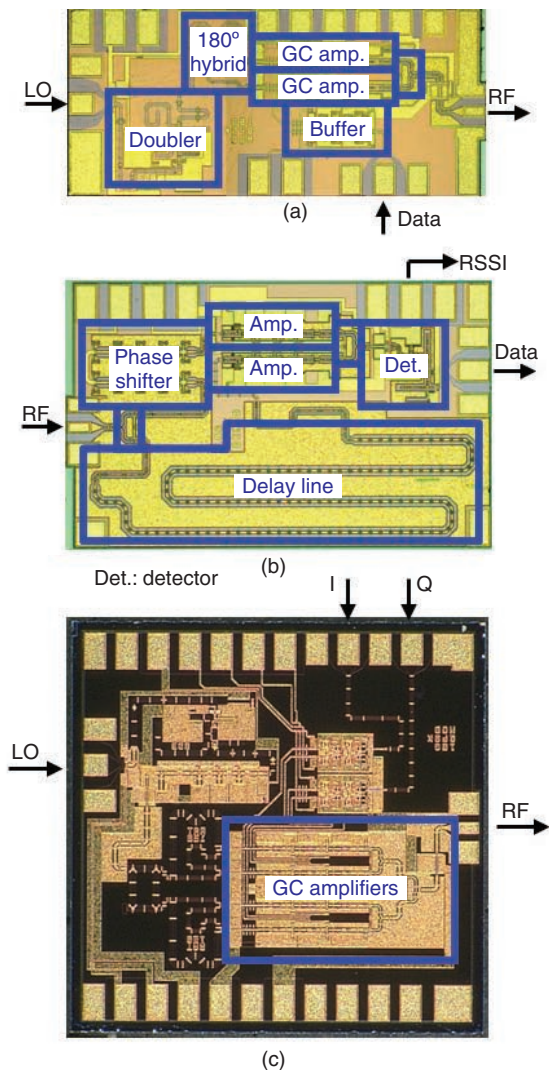 180º
hybrid
GC amp.
GC amp.
LO
RF
Doubler
Buffer
(a)
Data
RSSI
Amp.
Phase
shifter
Amp.
Det.
Data
RF
Delay line
(b)
Det.: detector
I
Q
LO
RF
GC amplifiers
(c)